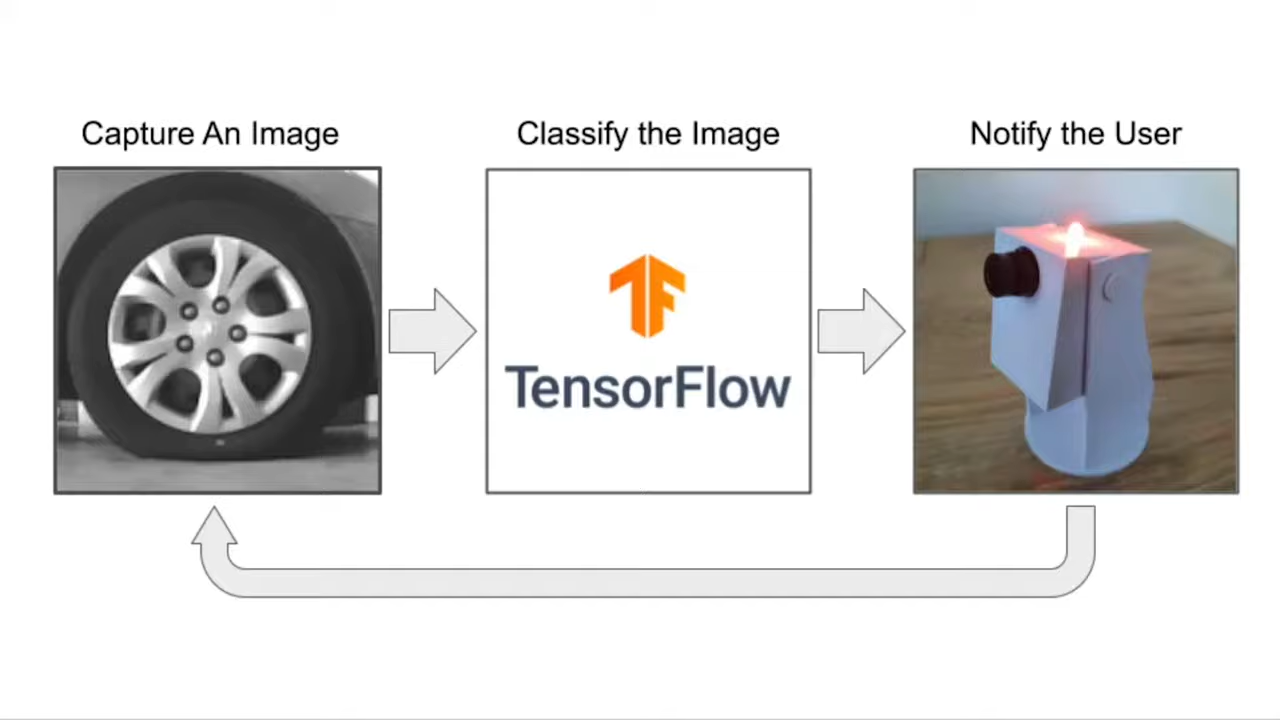 Capture An Image
Classify the Image
Notify the User
TensorFlow